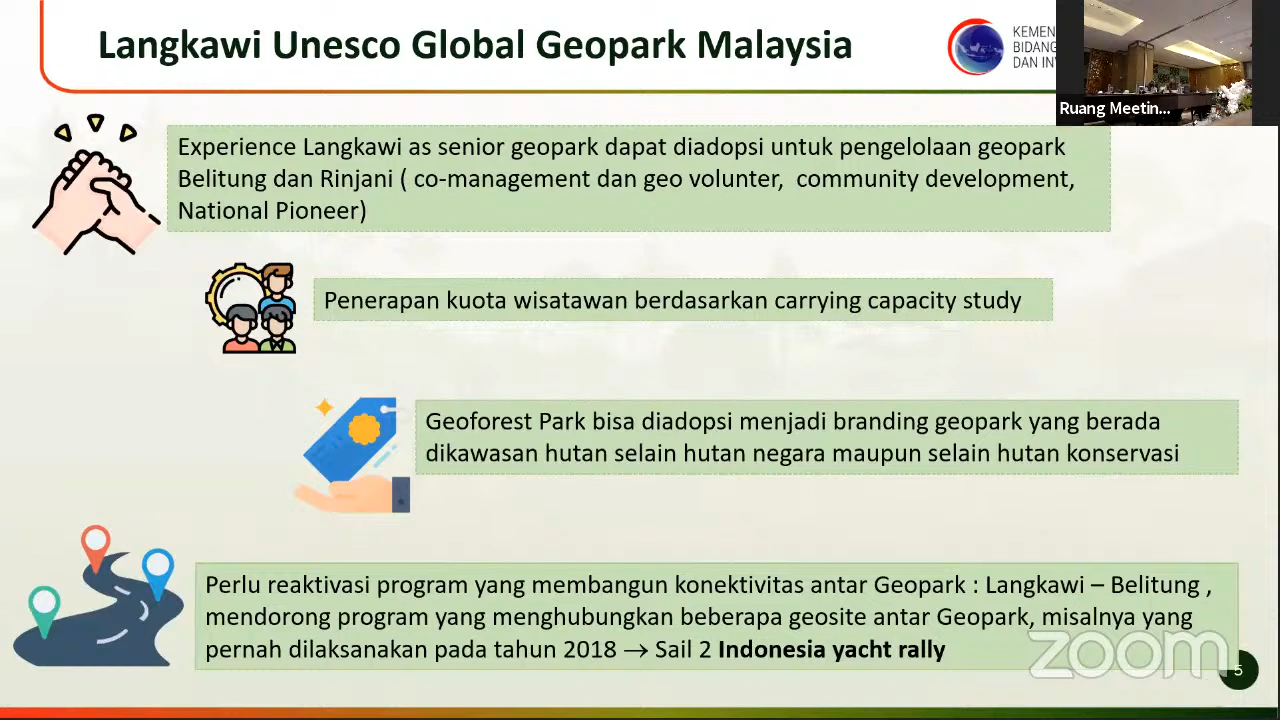 Langkawi Unesco Global Geopark Malaysia
KEMEN
BIDANG
DAN IN
Ruang Meetin...
Experience Langkawi as senior geopark dapat diadopsi untuk pengelolaan geopark
Belitung dan Rinjani ( co-management dan geo volunter, community development,
National Pioneer)
Penerapan kuota wisatawan berdasarkan carrying capacity study
Geoforest Park bisa diadopsi menjadi branding geopark yang berada
dikawasan hutan selain hutan negara maupun selain hutan konservasi
Perlu reaktivasi program yang membangun konektivitas antar Geopark : Langkawi – Belitung ,
mendorong program yang menghubungkan beberapa geosite antar Geopark, misalnya yang
pernah dilaksanakan pada tahun 2018 → Sail 2 Indonesia yacht rally
zoom
5